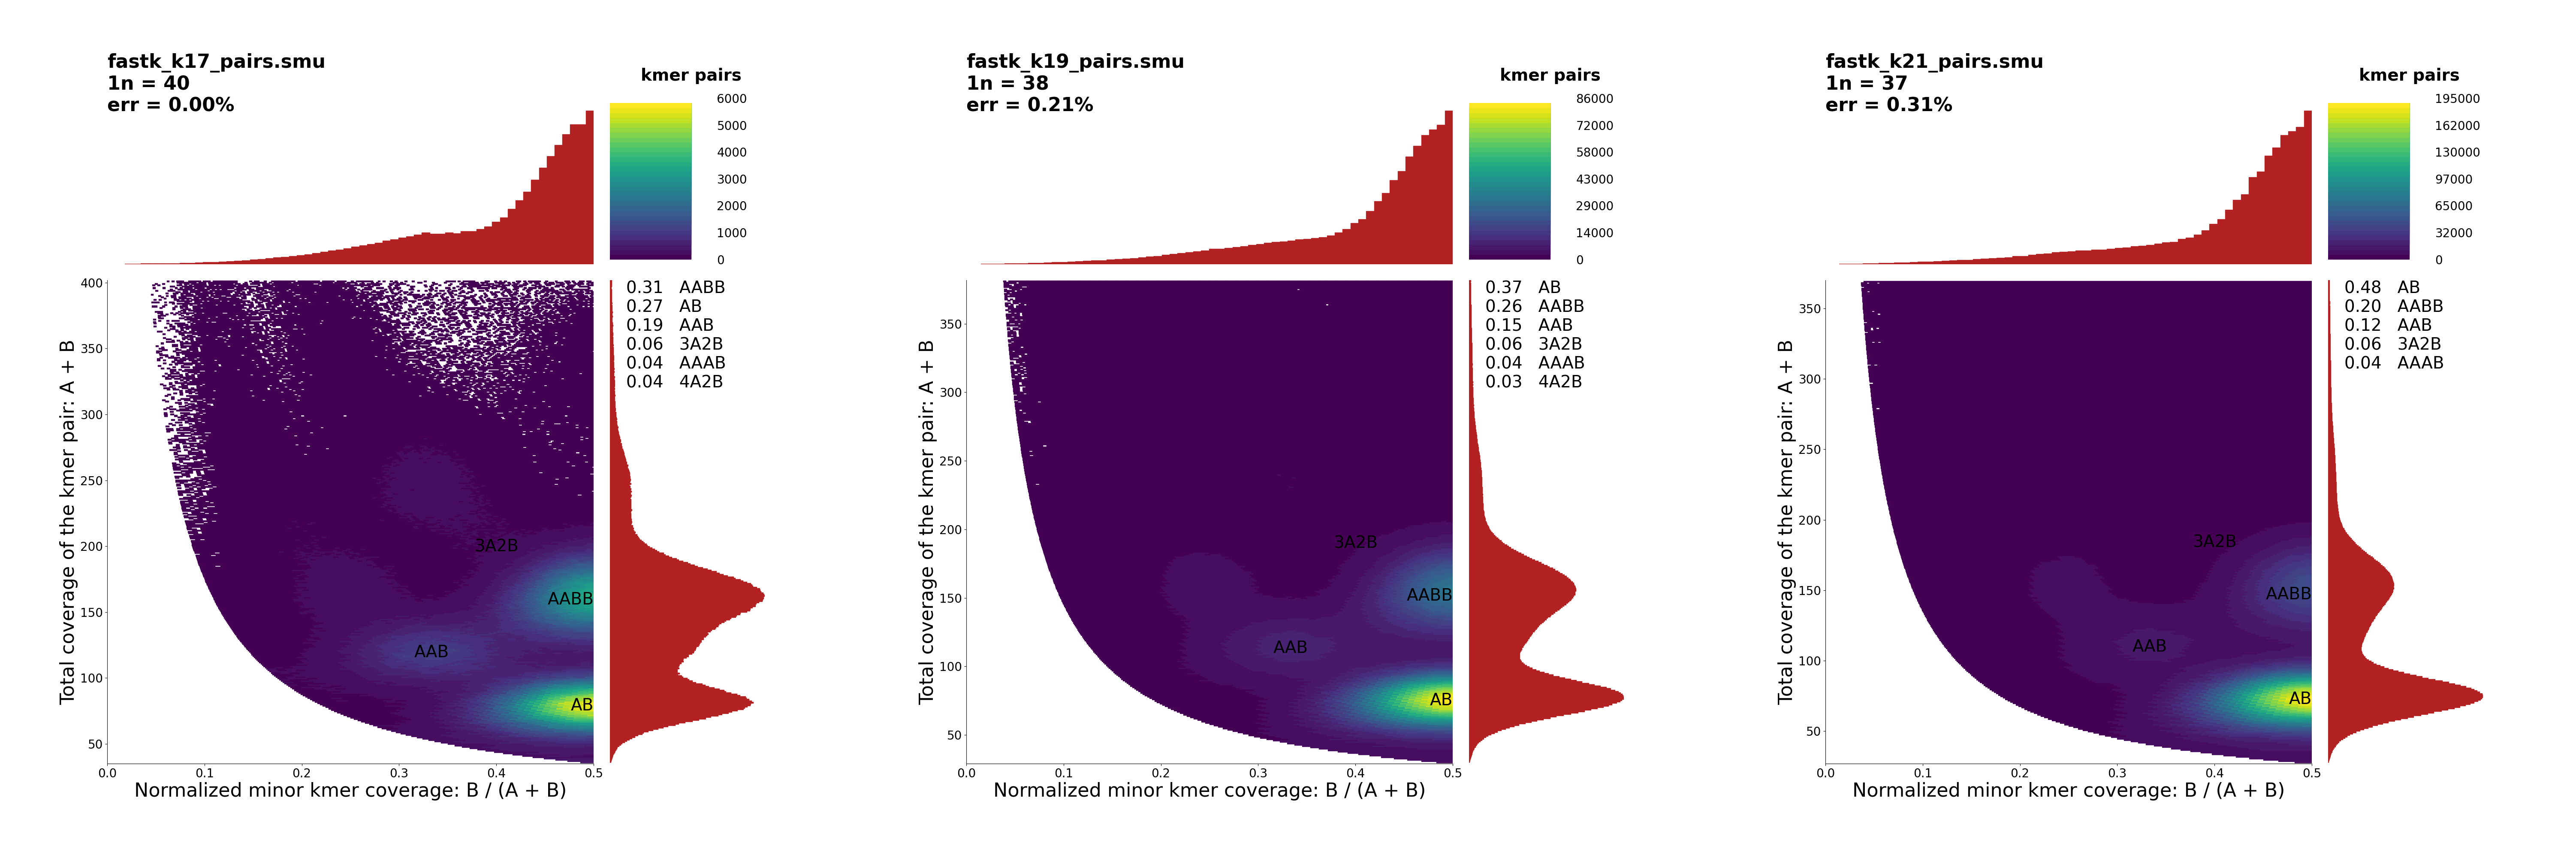 fastk_k17_pairs.smu
1n = 40
err = 0.00%
kmer pairs
6000
5000
4000
3000
2000
1000
0
0.31 AABB
0.27 AB
0.19 AAB
0.06 3A2B
0.04 AAAB
0.04 4A2B
Total coverage of the kmer pair: A + B
400
350
300
250
200
150
100
50
3A2B
AABB
AAB
AB
0.0 0.1 0.2 0.3 0.4 0.5
Normalized minor kmer coverage: B / (A + B)
fastk_k19_pairs.smu
1n = 38
err = 0.21%
kmer pairs
86000
72000
58000
43000
29000
14000
0
0.37 AB
0.26 AABB
0.15 AAB
0.06 3A2B
0.04 AAAB
0.03 4A2B
Total coverage of the kmer pair: A + B
350
300
250
200
150
100
50
3A2B
AABB
AAB
AB
0.0 0.1 0.2 0.3 0.4 0.5
Normalized minor kmer coverage: B / (A + B)
fastk_k21_pairs.smu
1n = 37
err = 0.31%
kmer pairs
195000
162000
130000
97000
65000
32000
0
0.48 AB
0.20 AABB
0.12 AAB
0.06 3A2B
0.04 AAAB
Total coverage of the kmer pair: A + B
350
300
250
200
150
100
50
3A2B
AABB
AAB
AB
0.0 0.1 0.2 0.3 0.4 0.5
Normalized minor kmer coverage: B / (A + B)